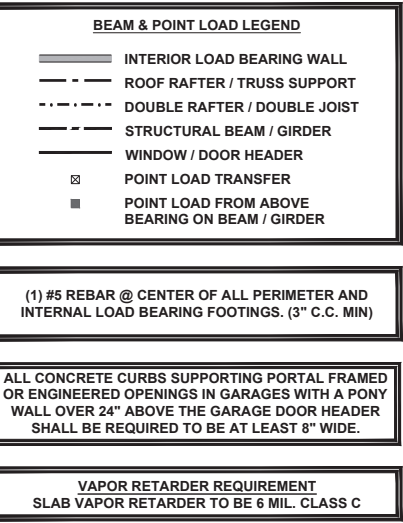 BEAM & POINT LOAD LEGEND
INTERIOR LOAD BEARING WALL
ROOF RAFTER / TRUSS SUPPORT
DOUBLE RAFTER / DOUBLE JOIST
STRUCTURAL BEAM / GIRDER
WINDOW / DOOR HEADER
POINT LOAD TRANSFER
POINT LOAD FROM ABOVE
BEARING ON BEAM / GIRDER
(1) #5 REBAR @ CENTER OF ALL PERIMETER AND
INTERNAL LOAD BEARING FOOTINGS. (3" C.C. MIN)
ALL CONCRETE CURBS SUPPORTING PORTAL FRAMED
OR ENGINEERED OPENINGS IN GARAGES WITH A PONY
WALL OVER 24" ABOVE THE GARAGE DOOR HEADER
SHALL BE REQUIRED TO BE AT LEAST 8" WIDE.
VAPOR RETARDER REQUIREMENT
SLAB VAPOR RETARDER TO BE 6 MIL. CLASS C